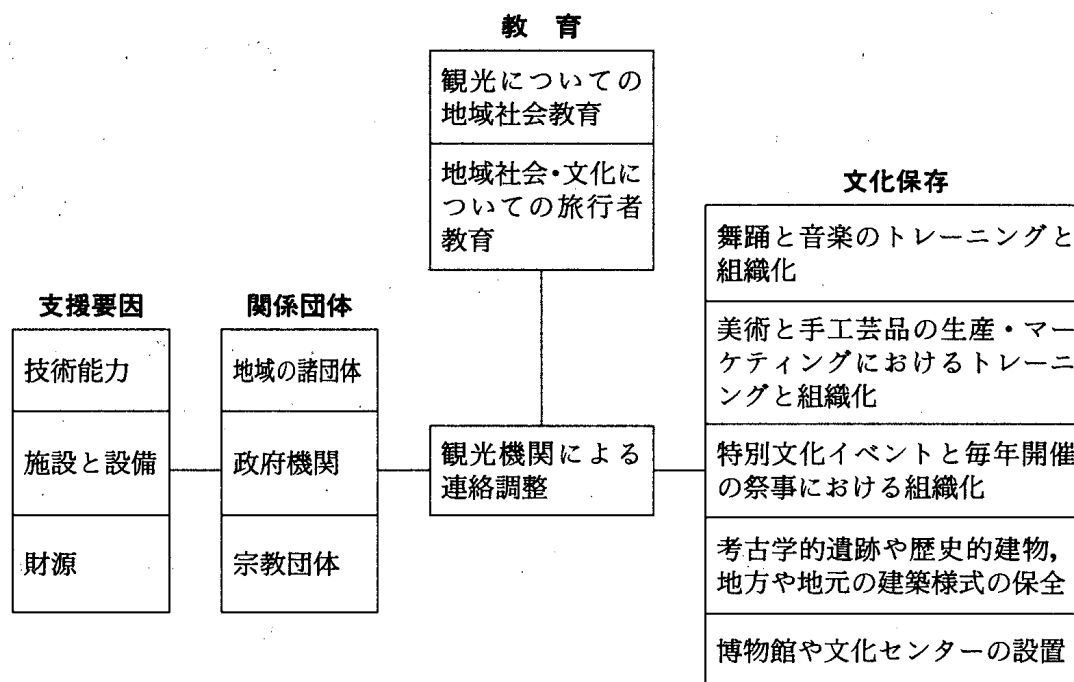 教 育
観光についての
地域社会教育
地域社会・文化に
ついての旅行者
教育
支援要因
技術能力
施設と設備
財源
関係団体
地域の諸団体
政府機関
宗教団体
観光機関による
連絡調整
文化保存
舞踊と音楽のトレーニングと
組織化
美術と手工芸品の生産・マー
ケティングにおけるトレーニ
ングと組織化
特別文化イベントと毎年開催
の祭事における組織化
考古学的遺跡や歴史的建物,
地方や地元の建築様式の保全
博物館や文化センターの設置